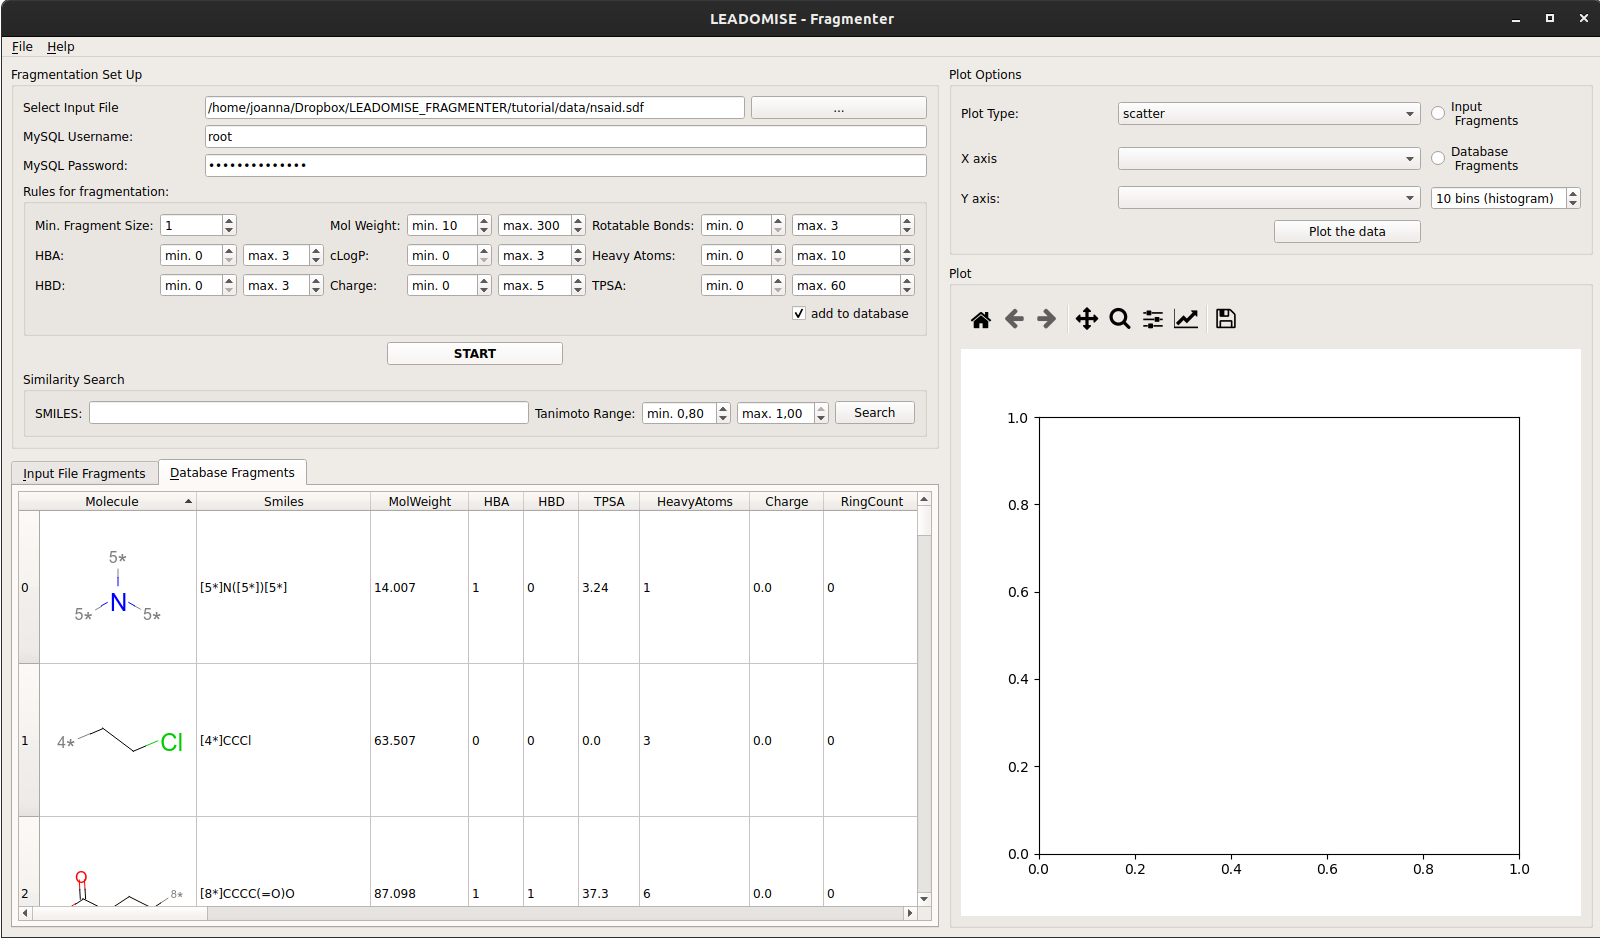 LEADOMISE - Fragmenter
File Help
Fragmentation Set Up
Select Input File /home/joanna/Dropbox/LEADOMISE_FRAGMENTER/tutorial/data/nsaid.sdf ...
MySQL Username: root
MySQL Password: ••••••••••••••
Rules for fragmentation:
Min. Fragment Size: 1 Mol Weight: min. 10 max. 300 Rotatable Bonds: min. 0 max. 3
HBA: min. 0 max. 3 cLogP: min. 0 max. 3 Heavy Atoms: min. 0 max. 10
HBD: min. 0 max. 3 Charge: min. 0 max. 5 TPSA: min. 0 max. 60
add to database
START
Similarity Search
SMILES: Tanimoto Range: min. 0,80 max. 1,00 Search
Input File Fragments Database Fragments
Molecule Smiles MolWeight HBA HBD TPSA HeavyAtoms Charge RingCount
5*
0 [5*]N([5*])[5*] 14.007 1 0 3.24 1 0.0 0
5* N 5*
1 4* Cl [4*]CCCl 63.507 0 0 0.0 3 0.0 0
O
2 8* [8*]CCCC(=O)O 87.098 1 1 37.3 6 0.0 0
Plot Options
Plot Type: scatter Input
Fragments
X axis Database
Fragments
Y axis: 10 bins (histogram)
Plot the data
Plot
1.0
0.8
0.6
0.4
0.2
0.0
0.0 0.2 0.4 0.6 0.8 1.0